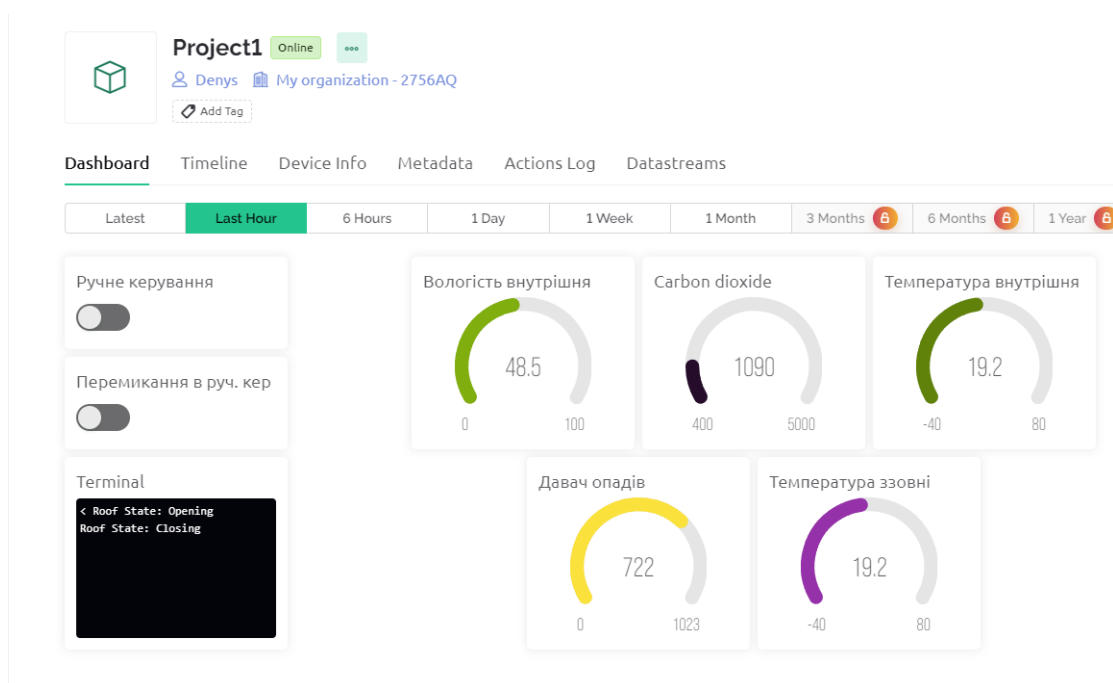 Project1 Online
Denys My organization - 2756AQ
Add Tag
Dashboard Timeline Device Info Metadata Actions Log Datastreams
Latest Last Hour 6 Hours 1 Day 1 Week 1 Month 3 Months 6 Months 1 Year
Ручне керування
Перемикання в руч. кер
Terminal
< Roof State: Opening
Roof State: Closing
Вологість внутрішня
48.5
0 100
Carbon dioxide
1090
400 5000
Температура внутрішня
19.2
-40 80
Давач опадів
722
0 1023
Температура ззовні
19.2
-40 80